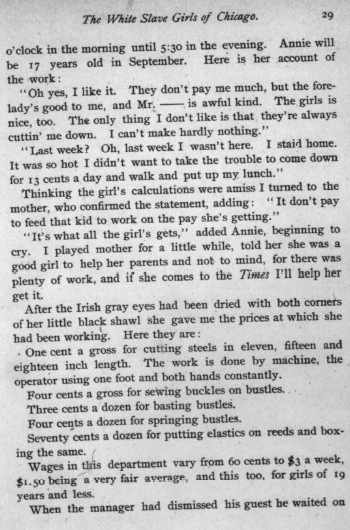 The White Slave Girls of Chicago. 29
o'clock in the morning until 5:30 in the evening. Annie will
be 17 years old in September. Here is her account of
the work:
"Oh yes, I like it. They don't pay me much, but the fore-
lady's good to me, and Mr. —— is awful kind. The girls is
nice, too. The only thing I don't like is that they're always
cuttin' me down. I can't make hardly nothing."
"Last week? Oh, last week I wasn't here. I staid home.
It was so hot I didn't want to take the trouble to come down
for 13 cents a day and walk and put up my lunch."
Thinking the girl's calculations were amiss I turned to the
mother, who confirmed the statement, adding: "It don't pay
to feed that kid to work on the pay she's getting."
"It's what all the girl's gets," added Annie, beginning to
cry. I played mother for a little while, told her she was a
good girl to help her parents and not to mind, for there was
plenty of work, and if she comes to the Times I'll help her
get it.
After the Irish gray eyes had been dried with both corners
of her little black shawl she gave me the prices at which she
had been working. Here they are:
One cent a gross for cutting steels in eleven, fifteen and
eighteen inch length. The work is done by machine, the
operator using one foot and both hands constantly.
Four cents a gross for sewing buckles on bustles.
Three cents a dozen for basting bustles.
Four cents a dozen for springing bustles.
Seventy cents a dozen for putting elastics on reeds and box-
ing the same.
Wages in this department vary from 60 cents to $3 a week,
$1.50 being a very fair average, and this too, for girls of 19
years and less.
When the manager had dismissed his guest he waited on